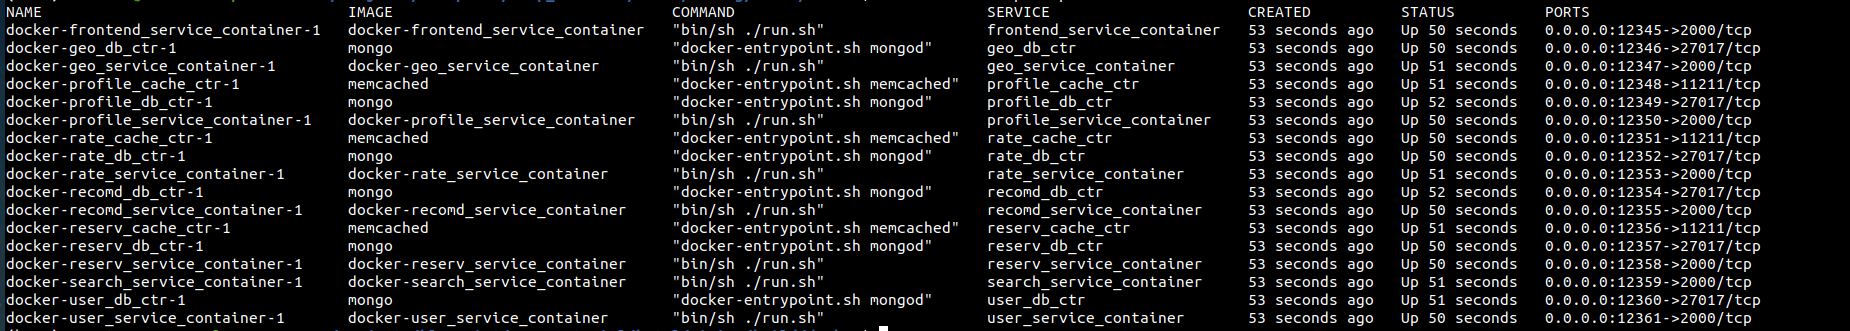 NAME IMAGE COMMAND SERVICE CREATED STATUS PORTS
docker-frontend_service_container-1 docker-frontend_service_container "bin/sh ./run.sh" frontend_service_container 53 seconds ago Up 50 seconds 0.0.0.0:12345->2000/tcp
docker-geo_db_ctr-1 mongo "docker-entrypoint.sh mongod" geo_db_ctr 53 seconds ago Up 50 seconds 0.0.0.0:12346->27017/tcp
docker-geo_service_container-1 docker-geo_service_container "bin/sh ./run.sh" geo_service_container 53 seconds ago Up 51 seconds 0.0.0.0:12347->2000/tcp
docker-profile_cache_ctr-1 memcached "docker-entrypoint.sh memcached" profile_cache_ctr 53 seconds ago Up 51 seconds 0.0.0.0:12348->11211/tcp
docker-profile_db_ctr-1 mongo "docker-entrypoint.sh mongod" profile_db_ctr 53 seconds ago Up 52 seconds 0.0.0.0:12349->27017/tcp
docker-profile_service_container-1 docker-profile_service_container "bin/sh ./run.sh" profile_service_container 53 seconds ago Up 50 seconds 0.0.0.0:12350->2000/tcp
docker-rate_cache_ctr-1 memcached "docker-entrypoint.sh memcached" rate_cache_ctr 53 seconds ago Up 50 seconds 0.0.0.0:12351->11211/tcp
docker-rate_db_ctr-1 mongo "docker-entrypoint.sh mongod" rate_db_ctr 53 seconds ago Up 50 seconds 0.0.0.0:12352->27017/tcp
docker-rate_service_container-1 docker-rate_service_container "bin/sh ./run.sh" rate_service_container 53 seconds ago Up 51 seconds 0.0.0.0:12353->2000/tcp
docker-recomd_db_ctr-1 mongo "docker-entrypoint.sh mongod" recomd_db_ctr 53 seconds ago Up 52 seconds 0.0.0.0:12354->27017/tcp
docker-recomd_service_container-1 docker-recomd_service_container "bin/sh ./run.sh" recomd_service_container 53 seconds ago Up 50 seconds 0.0.0.0:12355->2000/tcp
docker-reserv_cache_ctr-1 memcached "docker-entrypoint.sh memcached" reserv_cache_ctr 53 seconds ago Up 51 seconds 0.0.0.0:12356->11211/tcp
docker-reserv_db_ctr-1 mongo "docker-entrypoint.sh mongod" reserv_db_ctr 53 seconds ago Up 50 seconds 0.0.0.0:12357->27017/tcp
docker-reserv_service_container-1 docker-reserv_service_container "bin/sh ./run.sh" reserv_service_container 53 seconds ago Up 50 seconds 0.0.0.0:12358->2000/tcp
docker-search_service_container-1 docker-search_service_container "bin/sh ./run.sh" search_service_container 53 seconds ago Up 51 seconds 0.0.0.0:12359->2000/tcp
docker-user_db_ctr-1 mongo "docker-entrypoint.sh mongod" user_db_ctr 53 seconds ago Up 51 seconds 0.0.0.0:12360->27017/tcp
docker-user_service_container-1 docker-user_service_container "bin/sh ./run.sh" user_service_container 53 seconds ago Up 50 seconds 0.0.0.0:12361->2000/tcp